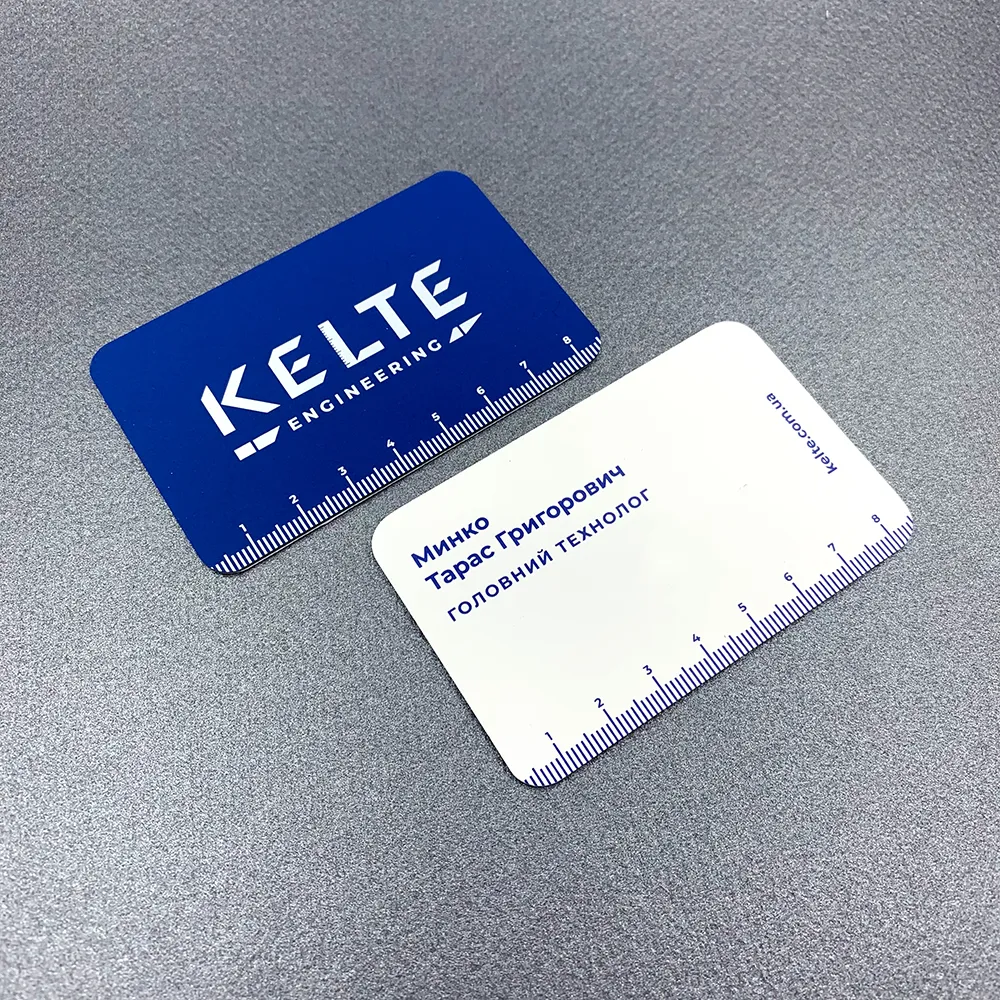 KELTE
ENGINEERING
1 2 3 4 5 6 7 8
Минко
Тарас Григорович
ГОЛОВНИЙ ТЕХНОЛОГ
kelte.com.ua
1 2 3 4 5 6 7 8